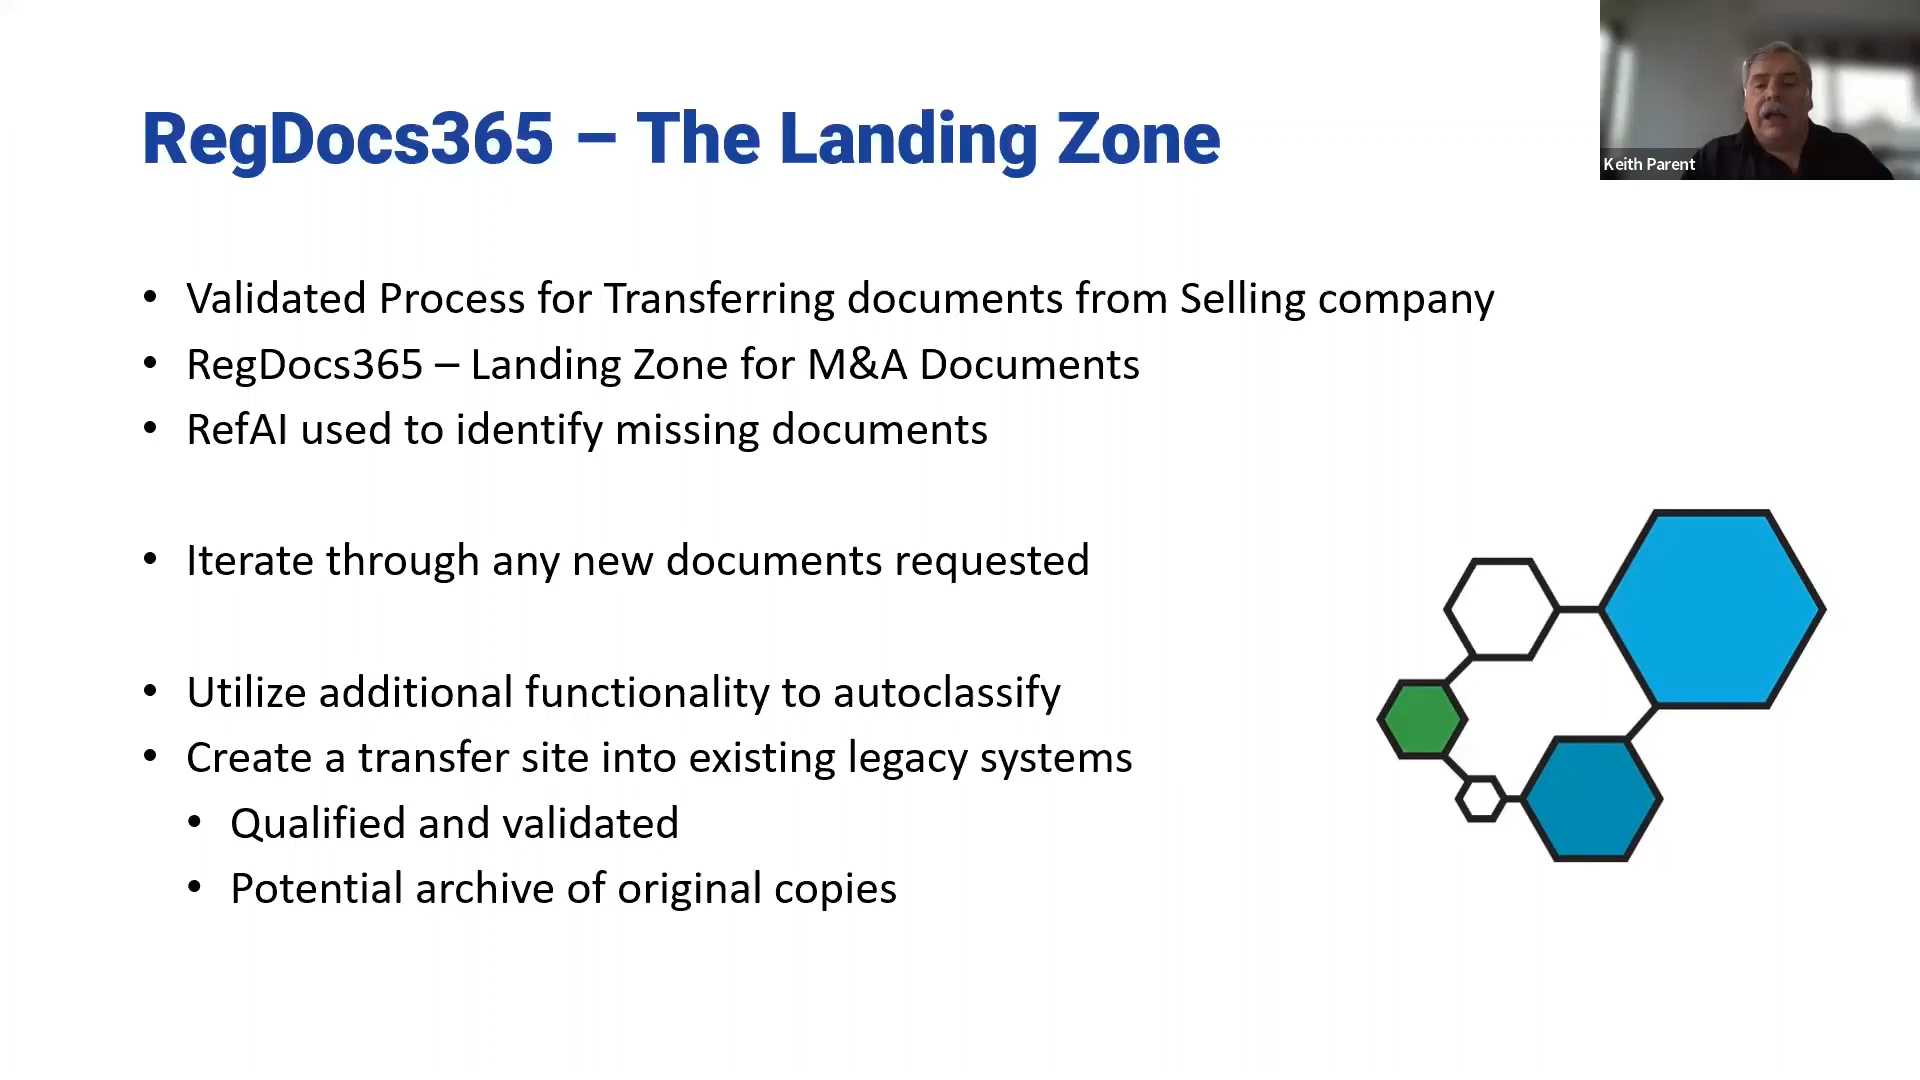 RegDocs365 – The Landing Zone
Keith Parent
• Validated Process for Transferring documents from Selling company
• RegDocs365 – Landing Zone for M&A Documents
• RefAI used to identify missing documents
• Iterate through any new documents requested
• Utilize additional functionality to autoclassify
• Create a transfer site into existing legacy systems
• Qualified and validated
• Potential archive of original copies